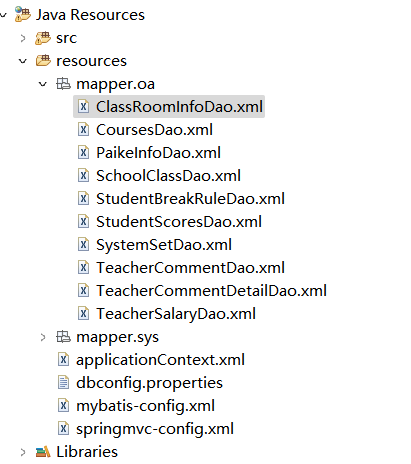 Java Resources
src
resources
mapper.oa
ClassRoomInfoDao.xml
CoursesDao.xml
PaikeInfoDao.xml
SchoolClassDao.xml
StudentBreakRuleDao.xml
StudentScoresDao.xml
SystemSetDao.xml
TeacherCommentDao.xml
TeacherCommentDetailDao.xml
TeacherSalaryDao.xml
mapper.sys
applicationContext.xml
dbconfig.properties
mybatis-config.xml
springmvc-config.xml
Libraries